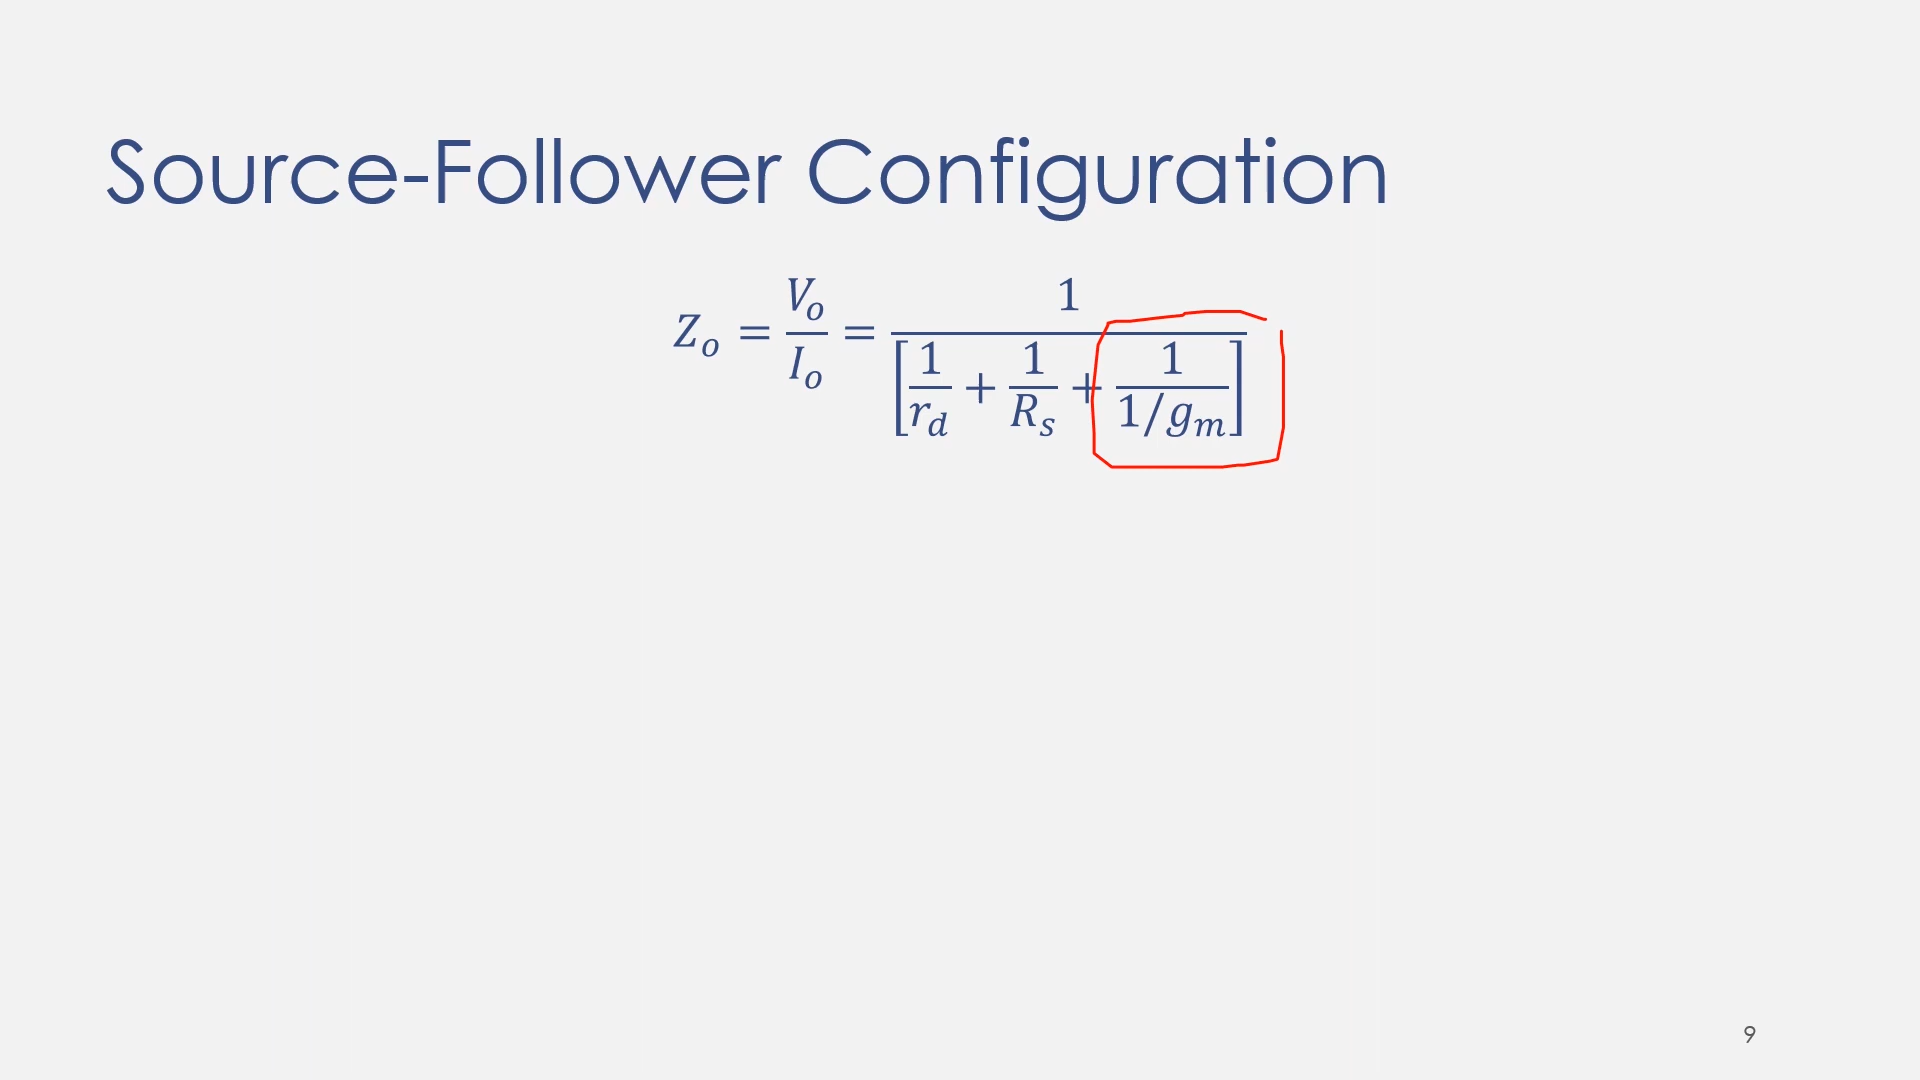 Source-Follower Configuration
Z_o = V_o / I_o = 1 / [1/r_d + 1/R_s + 1/(1/g_m)]
9